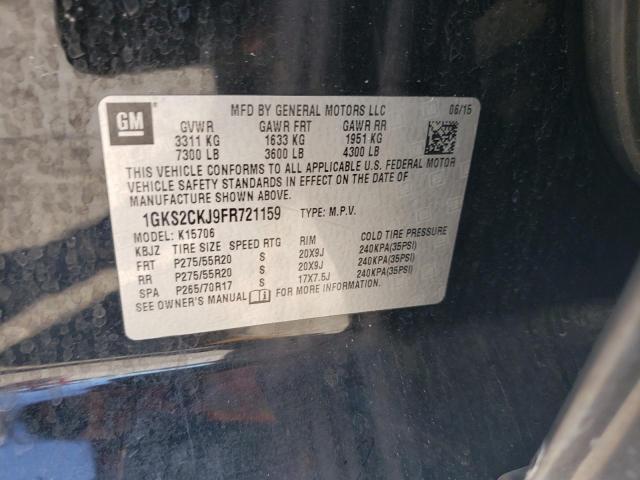 GM
MFD BY GENERAL MOTORS LLC 06/15
GVWR GAWR FRT GAWR RR
3311 KG 1633 KG 1951 KG
7300 LB 3600 LB 4300 LB
THIS VEHICLE CONFORMS TO ALL APPLICABLE U.S. FEDERAL MOTOR
VEHICLE SAFETY STANDARDS IN EFFECT ON THE DATE OF
MANUFACTURE SHOWN ABOVE.
1GKS2CKJ9FR721159 TYPE: M.P.V.
MODEL: K15706
KBJZ TIRE SIZE SPEED RTG RIM COLD TIRE PRESSURE
FRT P275/55R20 S 20X9J 240KPA(35PSI)
RR P275/55R20 S 20X9J 240KPA(35PSI)
SPA P265/70R17 S 17X7.5J 240KPA(35PSI)
SEE OWNER'S MANUAL FOR MORE INFORMATION.